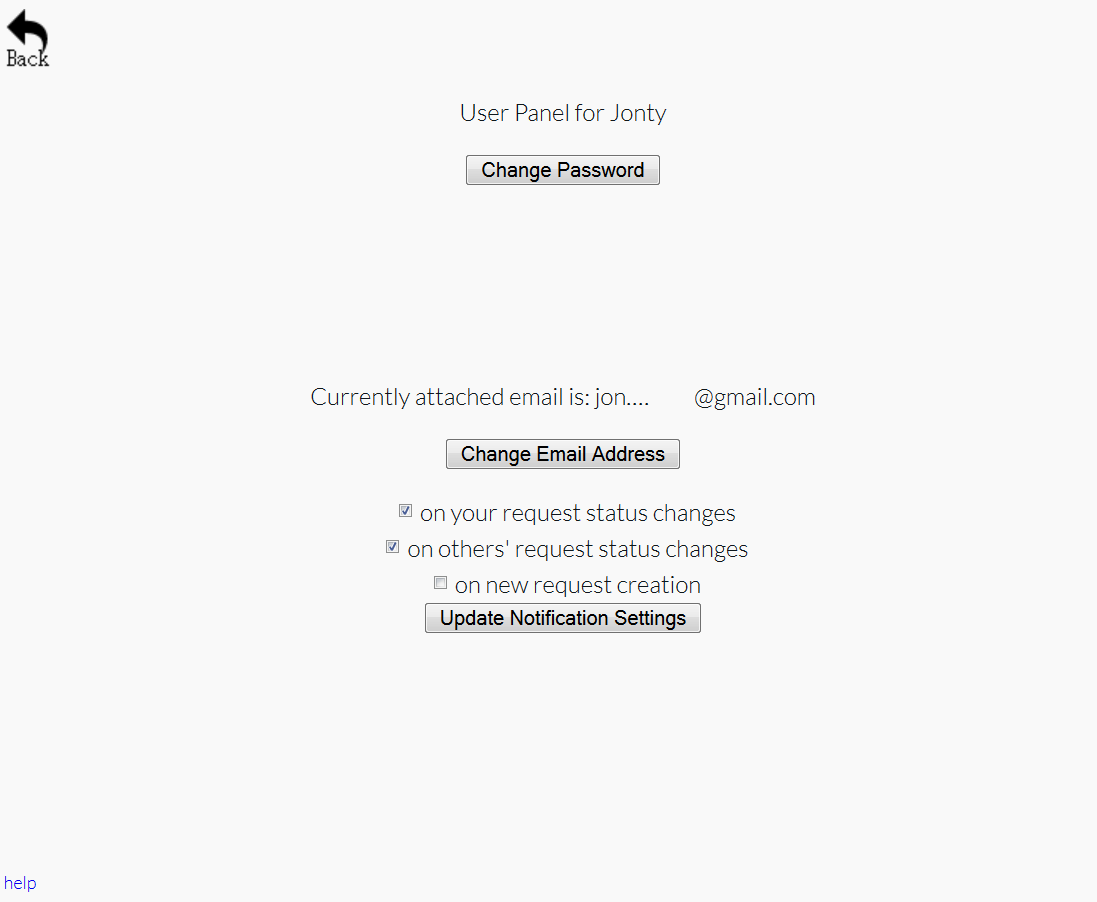 Back
User Panel for Jonty
Change Password
Currently attached email is: jon.... @gmail.com
Change Email Address
on your request status changes
on others' request status changes
on new request creation
Update Notification Settings
help